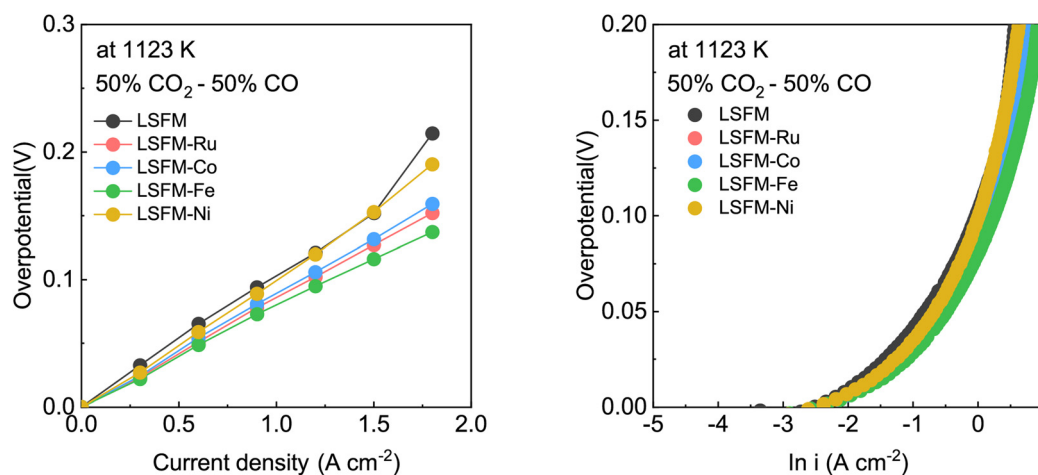 0.3
0.2
0.1
0.0
Overpotential(V)
at 1123 K
50% CO₂ - 50% CO
LSFM
LSFM-Ru
LSFM-Co
LSFM-Fe
LSFM-Ni
0.0 0.5 1.0 1.5 2.0
Current density (A cm⁻²)
0.20
0.15
0.10
0.05
0.00
Overpotential(V)
at 1123 K
50% CO₂ - 50% CO
LSFM
LSFM-Ru
LSFM-Co
LSFM-Fe
LSFM-Ni
-5 -4 -3 -2 -1 0
ln i (A cm⁻²)